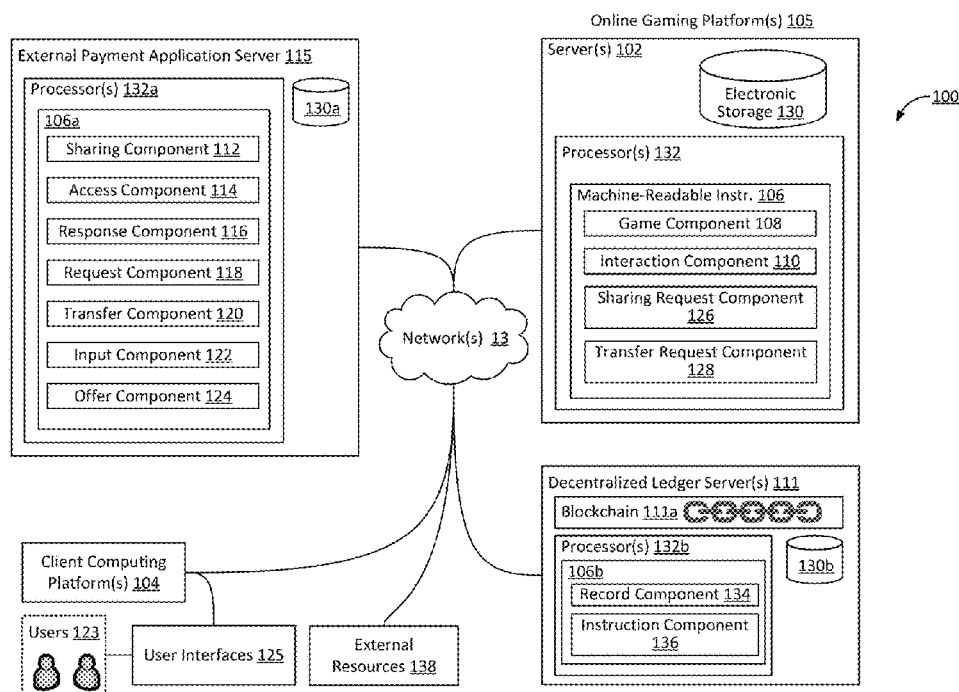 Online Gaming Platform(s) 105
External Payment Application Server 115
Processor(s) 132a
130a
106a
Sharing Component 112
Access Component 114
Response Component 116
Request Component 118
Transfer Component 120
Input Component 122
Offer Component 124
Server(s) 102
Electronic
Storage 130
Processor(s) 132
Machine-Readable Instr. 106
Game Component 108
Interaction Component 110
Sharing Request Component
126
Transfer Request Component
128
100
Network(s) 13
Decentralized Ledger Server(s) 111
Blockchain 111a
Processor(s) 132b
130b
106b
Record Component 134
Instruction Component
136
Client Computing
Platform(s) 104
Users 123
User Interfaces 125
External
Resources 138